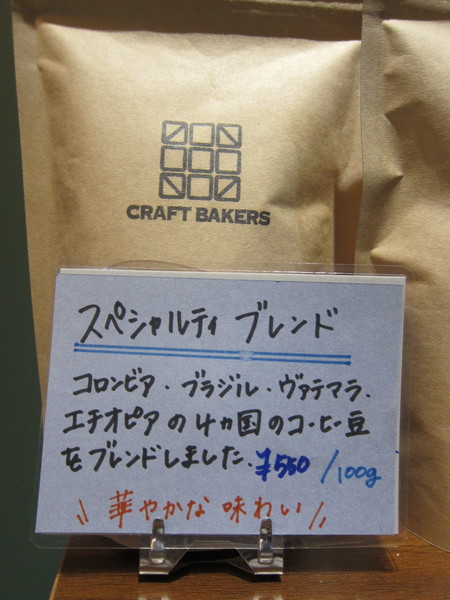 CRAFT BAKERS
スペシャルティ ブレンド
コロンビア・ブラジル・ヴァテマラ・
エチオピアの4ヵ国のコーヒー豆
をブレンドしました。¥550/100g
\\ 華やかな味わい //